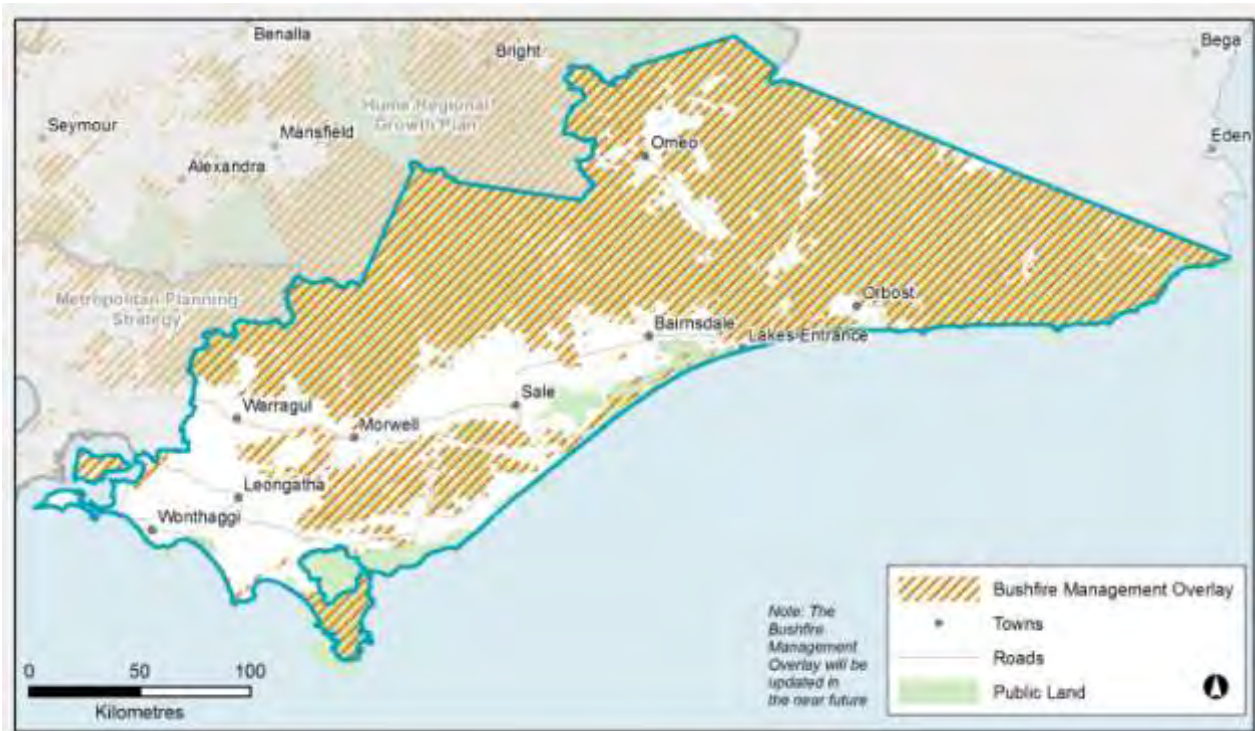 Benalla
Bright
Bega
Hume Regional
Growth Plan
Seymour
Mansfield
Omeo
Eden
Alexandra
Metropolitan Planning
Strategy
Orbost
Bairnsdale
Lakes Entrance
Sale
Warragul
Morwell
Leongatha
Wonthaggi
Note: The
Bushfire
Management
Overlay will be
updated in
the near future
Bushfire Management Overlay
Towns
Roads
Public Land
0 50 100
Kilometres